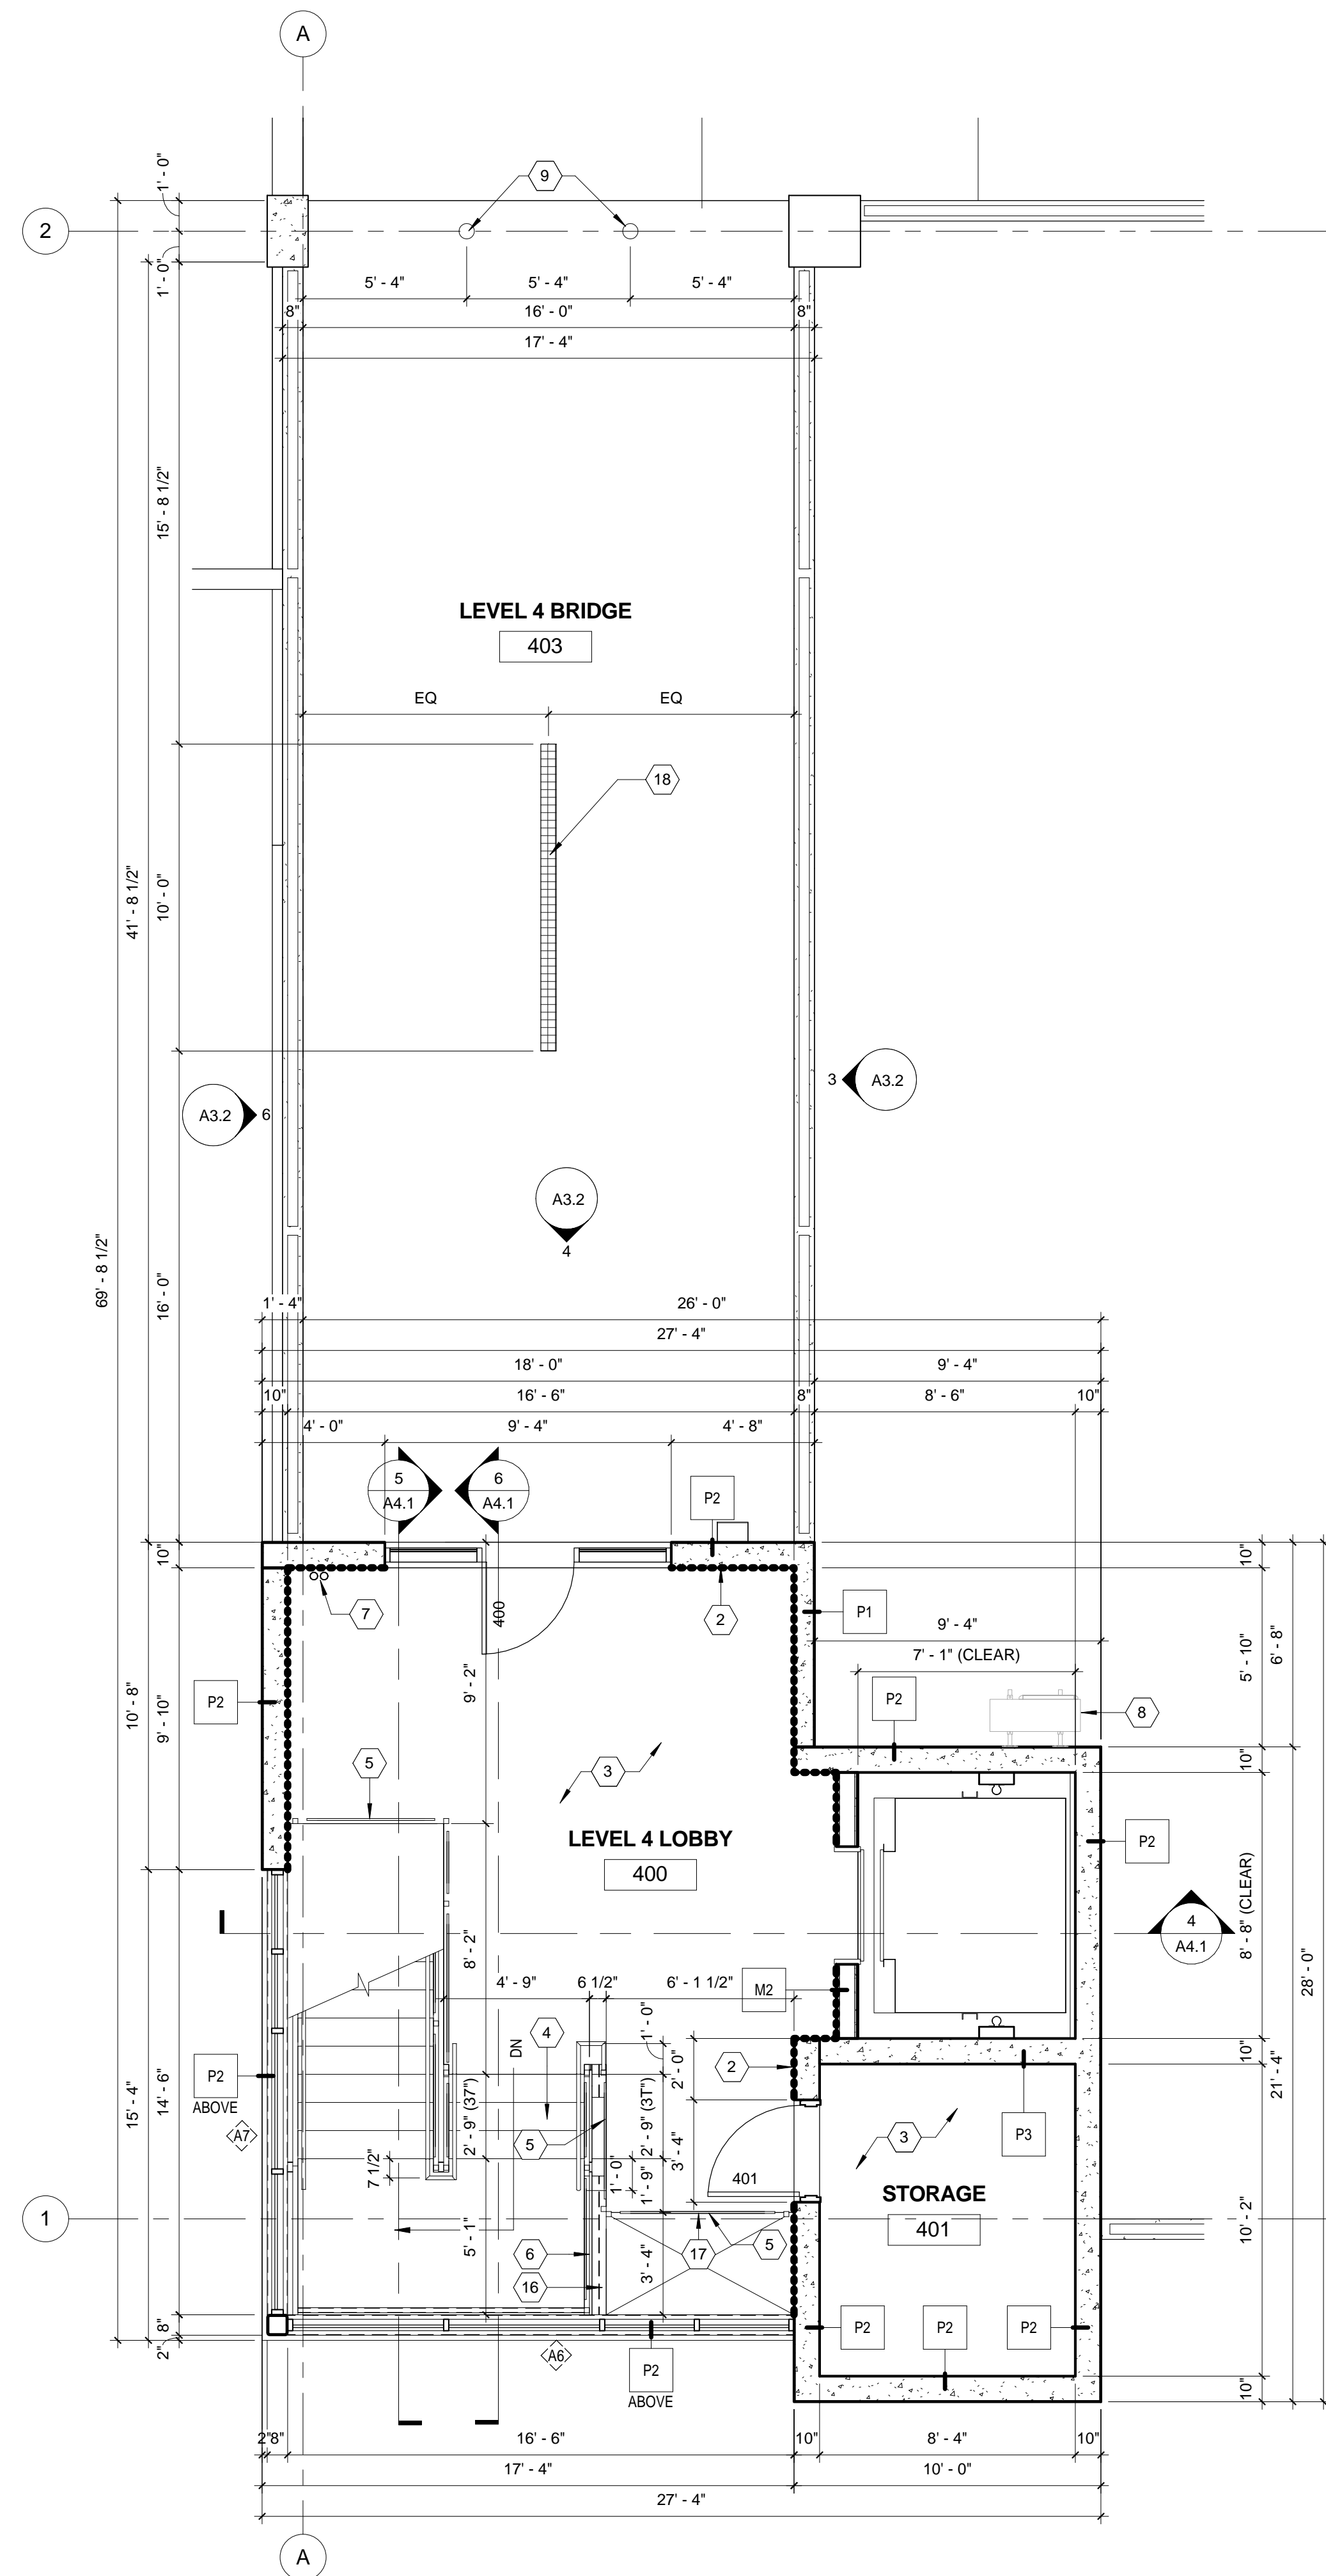 A
1' - 0"
9
2
1' - 0"
5' - 4"
5' - 4"
5' - 4"
8"
16' - 0"
8"
17' - 4"
15' - 8 1/2"
LEVEL 4 BRIDGE
403
EQ
EQ
18
41' - 8 1/2"
10' - 0"
A3.2
6
3
A3.2
A3.2
4
69' - 8 1/2"
16' - 0"
1' - 4"
26' - 0"
27' - 4"
18' - 0"
9' - 4"
10"
16' - 6"
8"
8' - 6"
10"
4' - 0"
9' - 4"
4' - 8"
5
A4.1
6
A4.1
P2
10"
10"
7
400
2
P1
9' - 4"
7' - 1" (CLEAR)
5' - 10"
6' - 8"
P2
10' - 8"
9' - 10"
9' - 2"
P2
8
5
3
10"
LEVEL 4 LOBBY
400
P2
4
A4.1
8' - 8" (CLEAR)
28' - 0"
8' - 2"
4' - 9"
6 1/2"
6' - 1 1/2"
M2
1' - 0"
4
DN
2
2' - 0"
10"
21' - 4"
P2
ABOVE
A7
15' - 4"
14' - 6"
2' - 9" (37")
2' - 9" (3T")
3' - 4"
5
P3
3
7 1/2"
1' - 0"
1' - 9"
401
STORAGE
401
10' - 2"
1
5' - 1"
6
16
3' - 4"
17
5
8"
2"
A6
P2
ABOVE
P2
P2
P2
10"
2"
8"
16' - 6"
10"
8' - 4"
10"
17' - 4"
10' - 0"
27' - 4"
A